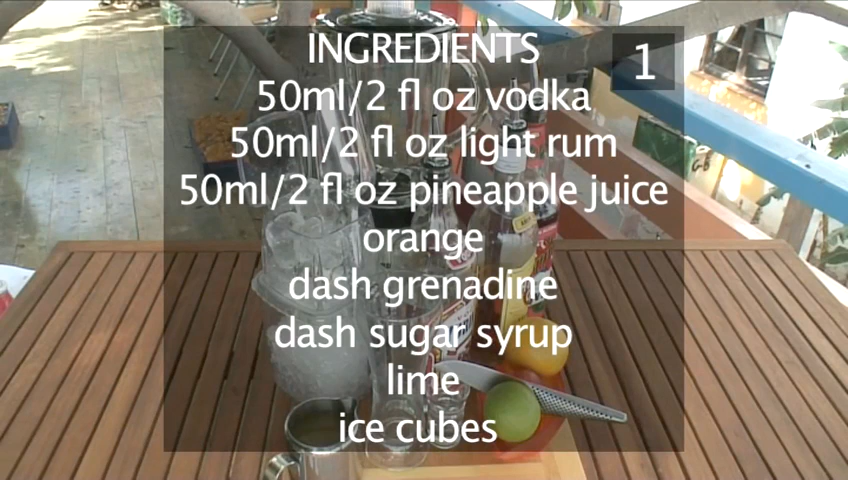 INGREDIENTS
1
50ml/2 fl oz vodka
50ml/2 fl oz light rum
50ml/2 fl oz pineapple juice
orange
dash grenadine
dash sugar syrup
lime
ice cubes